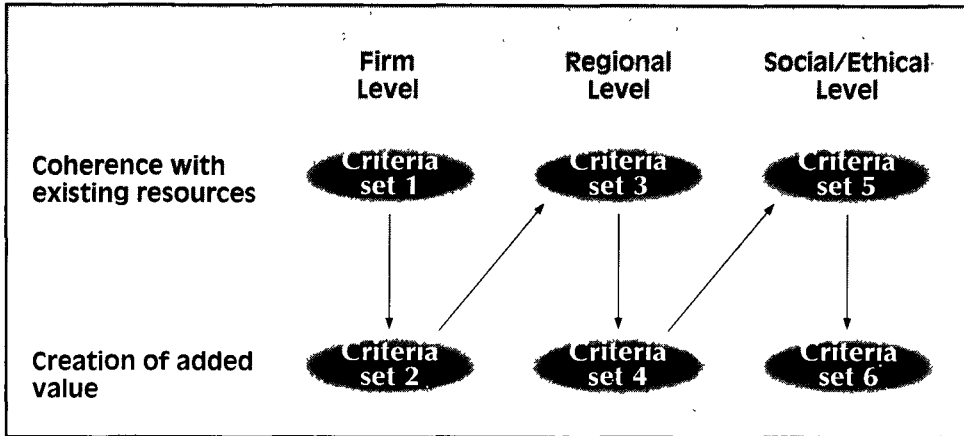 Firm
Level
Regional
Level
Social/Ethical
Level
Coherence with
existing resources
Criteria
set 1
Criteria
set 3
Criteria
set 5
Creation of added
value
Criteria
set 2
Criteria
set 4
Criteria
set 6